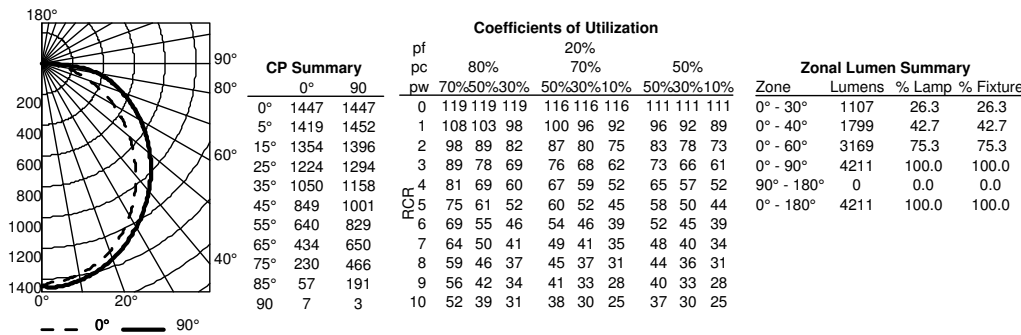 180°
90°
80°
60°
40°
200
400
600
800
1000
1200
1400
0° 20°
0° 90°
CP Summary
0° 90
0° 1447 1447
5° 1419 1452
15° 1354 1396
25° 1224 1294
35° 1050 1158
45° 849 1001
55° 640 829
65° 434 650
75° 230 466
85° 57 191
90 7 3
Coefficients of Utilization
pf 20%
pc 80% 70% 50%
pw 70%50%30% 50%30%10% 50%30%10%
RCR
0 119 119 119 116 116 116 111 111 111
1 108 103 98 100 96 92 96 92 89
2 98 89 82 87 80 75 83 78 73
3 89 78 69 76 68 62 73 66 61
4 81 69 60 67 59 52 65 57 52
5 75 61 52 60 52 45 58 50 44
6 69 55 46 54 46 39 52 45 39
7 64 50 41 49 41 35 48 40 34
8 59 46 37 45 37 31 44 36 31
9 56 42 34 41 33 28 40 33 28
10 52 39 31 38 30 25 37 30 25
Zonal Lumen Summary
Zone Lumens % Lamp % Fixture
0° - 30° 1107 26.3 26.3
0° - 40° 1799 42.7 42.7
0° - 60° 3169 75.3 75.3
0° - 90° 4211 100.0 100.0
90° - 180° 0 0.0 0.0
0° - 180° 4211 100.0 100.0